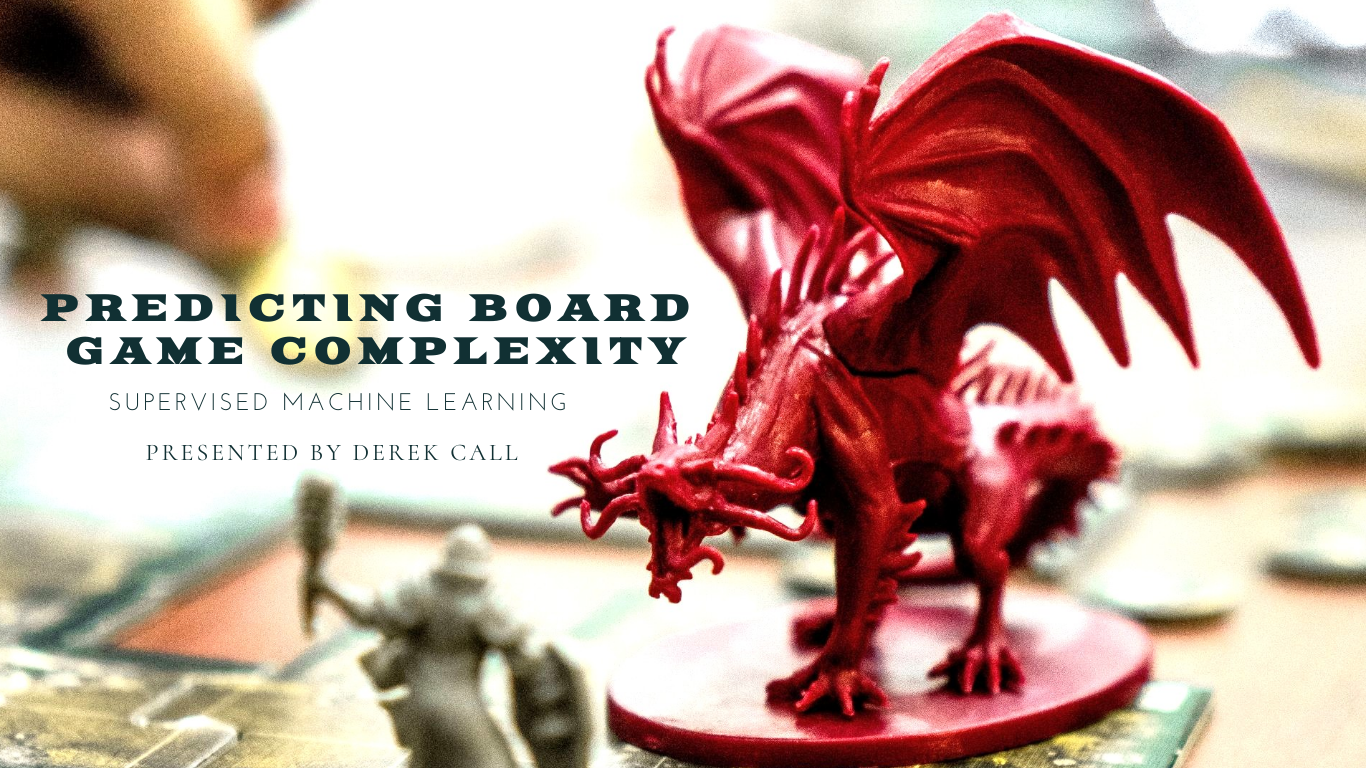 PREDICTING BOARD
GAME COMPLEXITY
SUPERVISED MACHINE LEARNING
PRESENTED BY DEREK CALL